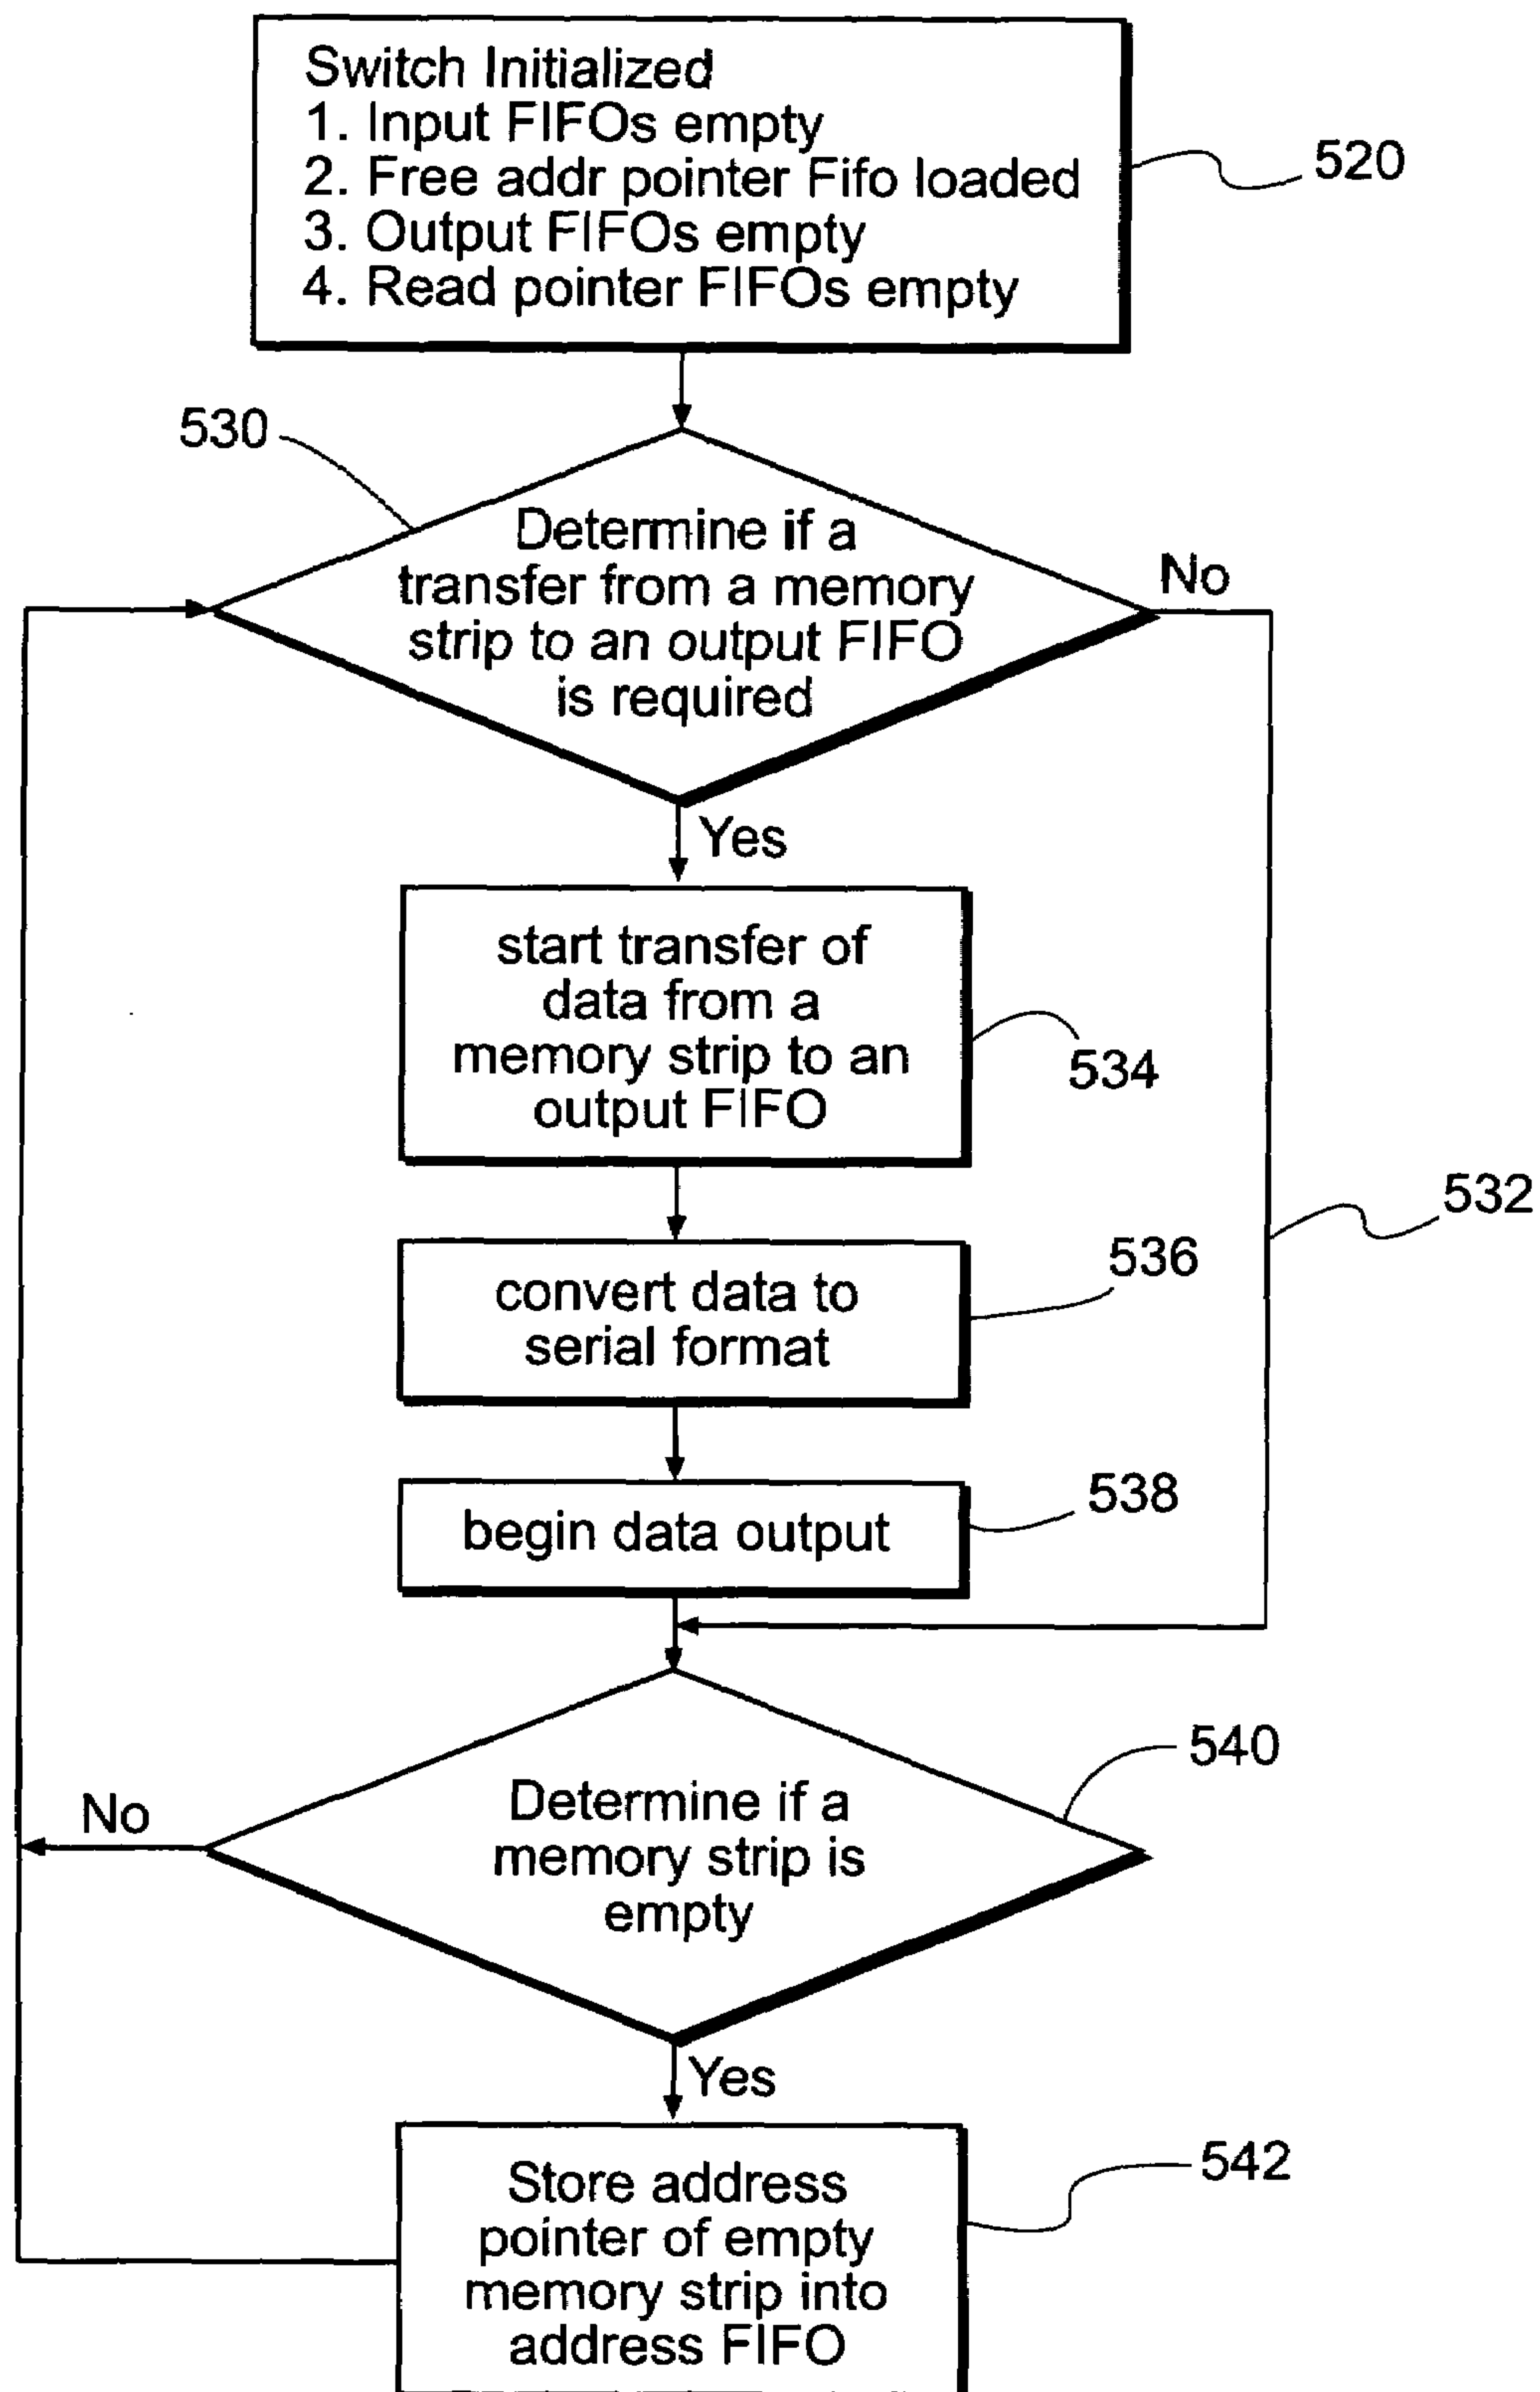 Switch Initialized
1. Input FIFOs empty
2. Free addr pointer Fifo loaded
3. Output FIFOs empty
4. Read pointer FIFOs empty
520
530
Determine if a
transfer from a memory
strip to an output FIFO
is required
No
Yes
start transfer of
data from a
memory strip to an
output FIFO
534
532
convert data to
serial format
536
begin data output
538
540
Determine if a
memory strip is
empty
No
Yes
Store address
pointer of empty
memory strip into
address FIFO
542